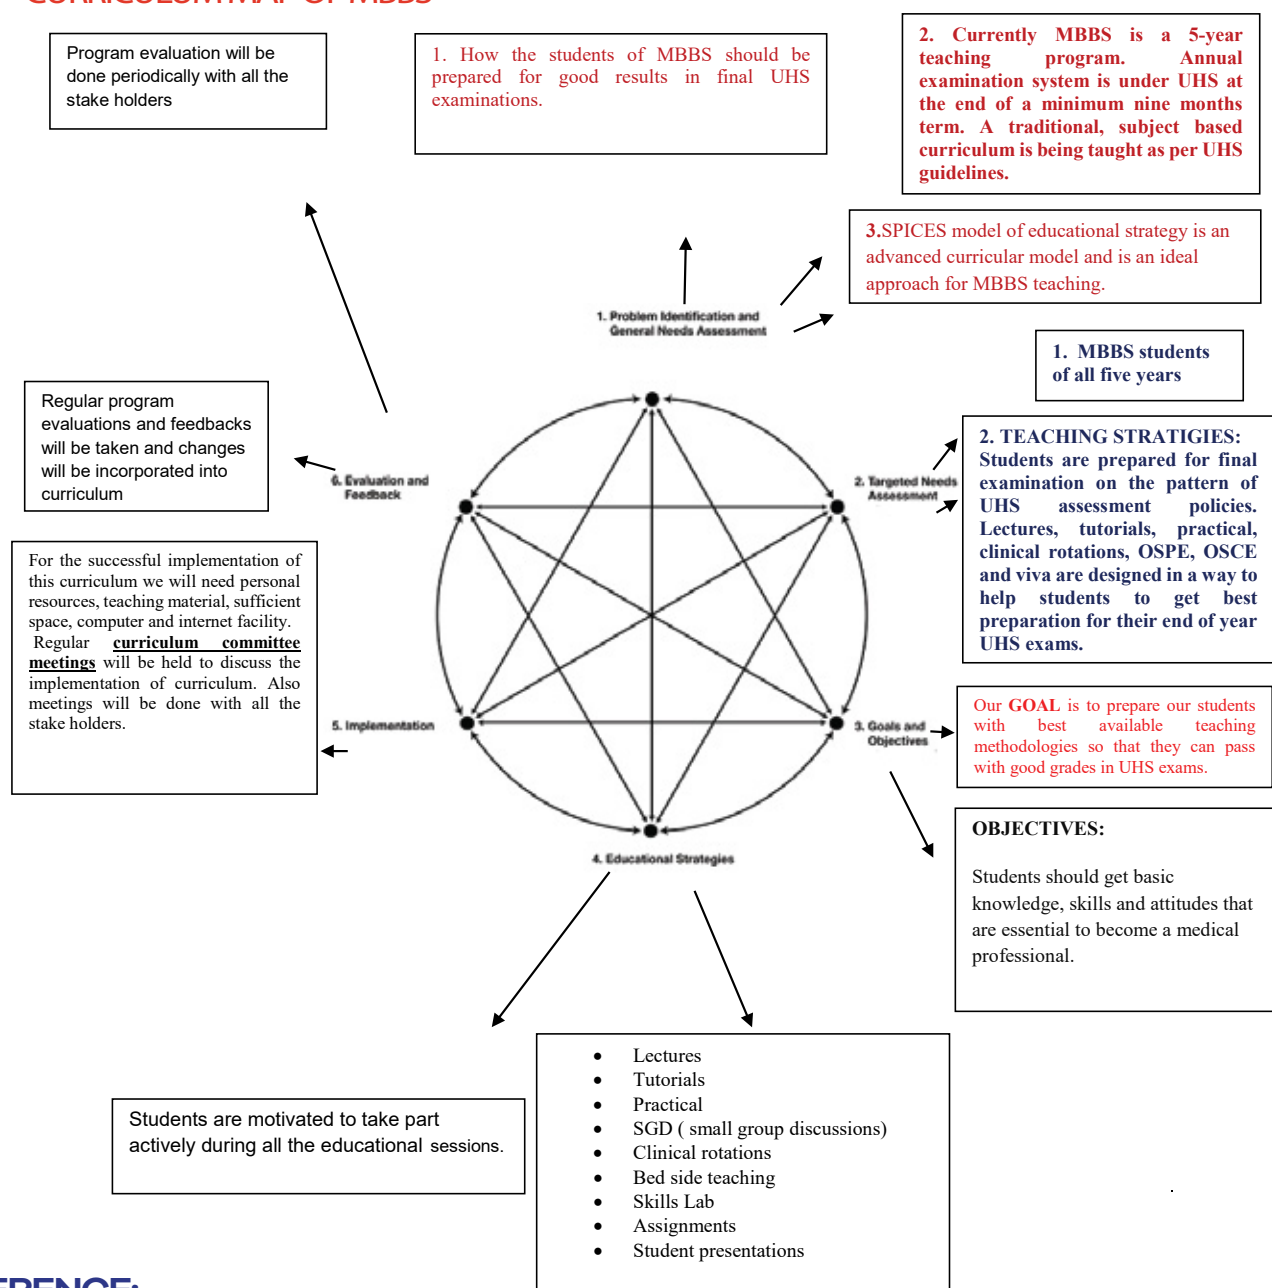 CURRICULUM MAP OF MBBS
Program evaluation will be
done periodically with all the
stake holders
1. How the students of MBBS should be
prepared for good results in final UHS
examinations.
2. Currently MBBS is a 5-year
teaching program. Annual
examination system is under UHS at
the end of a minimum nine months
term. A traditional, subject based
curriculum is being taught as per UHS
guidelines.
3.SPICES model of educational strategy is an
advanced curricular model and is an ideal
approach for MBBS teaching.
1. Problem Identification and
General Needs Assessment
1. MBBS students
of all five years
Regular program
evaluations and feedbacks
will be taken and changes
will be incorporated into
curriculum
6. Evaluation and
Feedback
2. Targeted Needs
Assessment
2. TEACHING STRATIGIES:
Students are prepared for final
examination on the pattern of
UHS assessment policies.
Lectures, tutorials, practical,
clinical rotations, OSPE, OSCE
and viva are designed in a way to
help students to get best
preparation for their end of year
UHS exams.
For the successful implementation of
this curriculum we will need personal
resources, teaching material, sufficient
space, computer and internet facility.
Regular curriculum committee
meetings will be held to discuss the
implementation of curriculum. Also
meetings will be done with all the
stake holders.
5. Implementation
3. Goals and
Objectives
Our GOAL is to prepare our students
with best available teaching
methodologies so that they can pass
with good grades in UHS exams.
OBJECTIVES:
Students should get basic
knowledge, skills and attitudes that
are essential to become a medical
professional.
4. Educational Strategies
Students are motivated to take part
actively during all the educational sessions.
• Lectures
• Tutorials
• Practical
• SGD ( small group discussions)
• Clinical rotations
• Bed side teaching
• Skills Lab
• Assignments
• Student presentations
.
ERENCE: